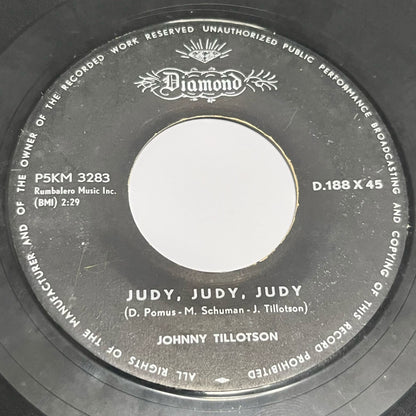 ALL RIGHTS OF THE MANUFACTURER AND OF THE OWNER OF THE RECORDED WORK RESERVED UNAUTHORIZED PUBLIC PERFORMANCE BROADCASTING AND COPYING OF THIS RECORD PROHIBITED
Diamond
P5KM 3283
Rumbalero Music Inc.
(BMI) 2:29
D.188 X 45
JUDY, JUDY, JUDY
(D. Pomus - M. Schuman - J. Tillotson)
JOHNNY TILLOTSON